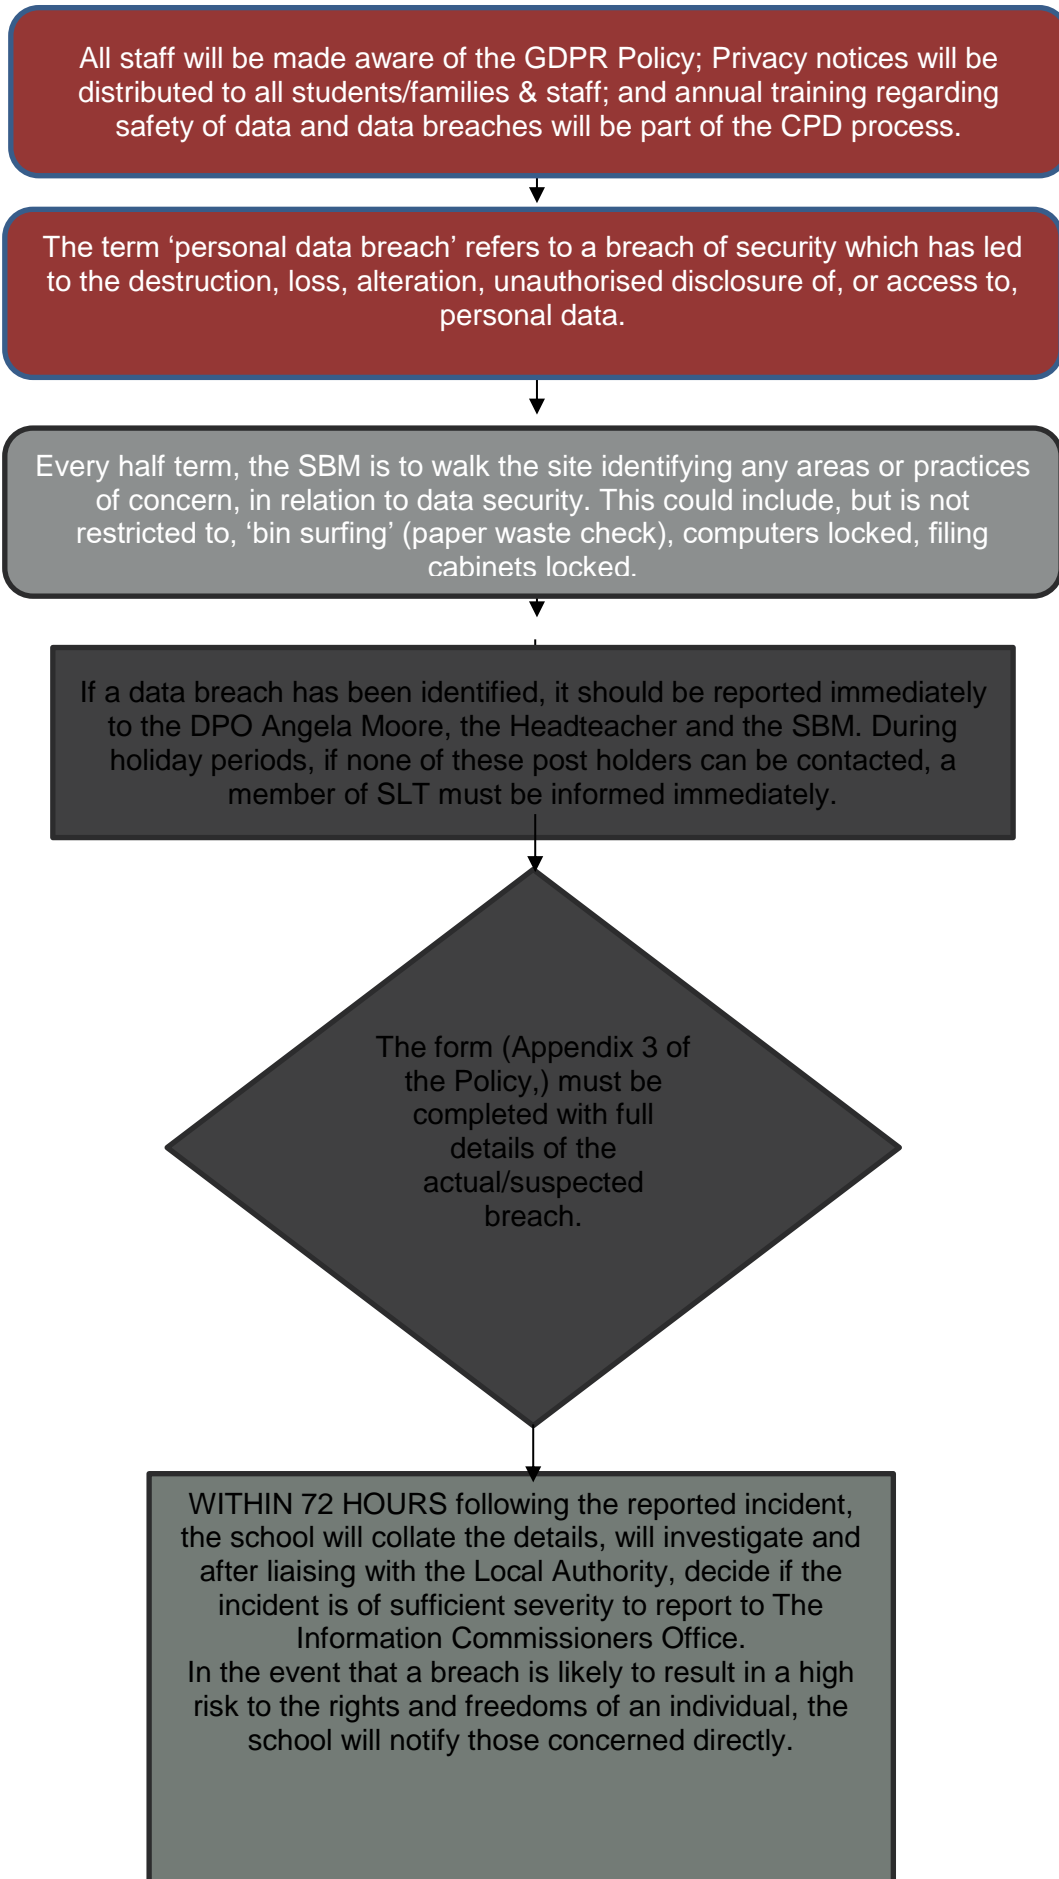 All staff will be made aware of the GDPR Policy; Privacy notices will be
distributed to all students/families & staff; and annual training regarding
safety of data and data breaches will be part of the CPD process.
The term ‘personal data breach’ refers to a breach of security which has led
to the destruction, loss, alteration, unauthorised disclosure of, or access to,
personal data.
Every half term, the SBM is to walk the site identifying any areas or practices
of concern, in relation to data security. This could include, but is not
restricted to, ‘bin surfing’ (paper waste check), computers locked, filing
cabinets locked.
If a data breach has been identified, it should be reported immediately
to the DPO Angela Moore, the Headteacher and the SBM. During
holiday periods, if none of these post holders can be contacted, a
member of SLT must be informed immediately.
The form (Appendix 3 of
the Policy,) must be
completed with full
details of the
actual/suspected
breach.
WITHIN 72 HOURS following the reported incident,
the school will collate the details, will investigate and
after liaising with the Local Authority, decide if the
incident is of sufficient severity to report to The
Information Commissioners Office.
In the event that a breach is likely to result in a high
risk to the rights and freedoms of an individual, the
school will notify those concerned directly.